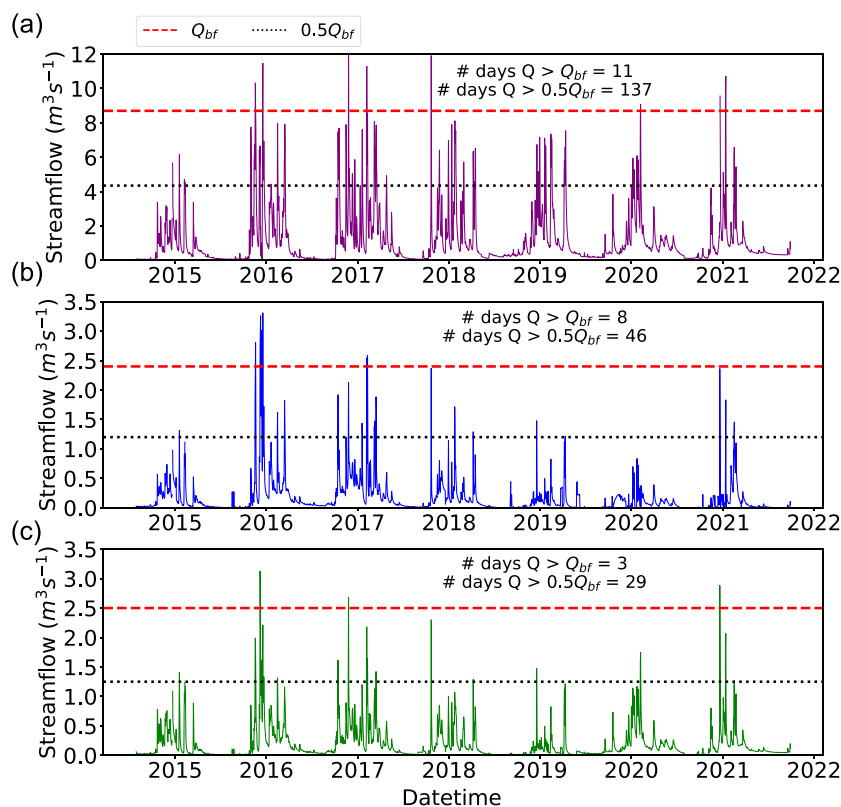 (a)
Q_bf 0.5Q_bf
# days Q > Q_bf = 11
# days Q > 0.5Q_bf = 137
Streamflow (m³s⁻¹)
12
10
8
6
4
2
0
2015 2016 2017 2018 2019 2020 2021 2022
(b)
# days Q > Q_bf = 8
# days Q > 0.5Q_bf = 46
Streamflow (m³s⁻¹)
3.5
3.0
2.5
2.0
1.5
1.0
0.5
0.0
2015 2016 2017 2018 2019 2020 2021 2022
(c)
# days Q > Q_bf = 3
# days Q > 0.5Q_bf = 29
Streamflow (m³s⁻¹)
3.5
3.0
2.5
2.0
1.5
1.0
0.5
0.0
2015 2016 2017 2018 2019 2020 2021 2022
Datetime